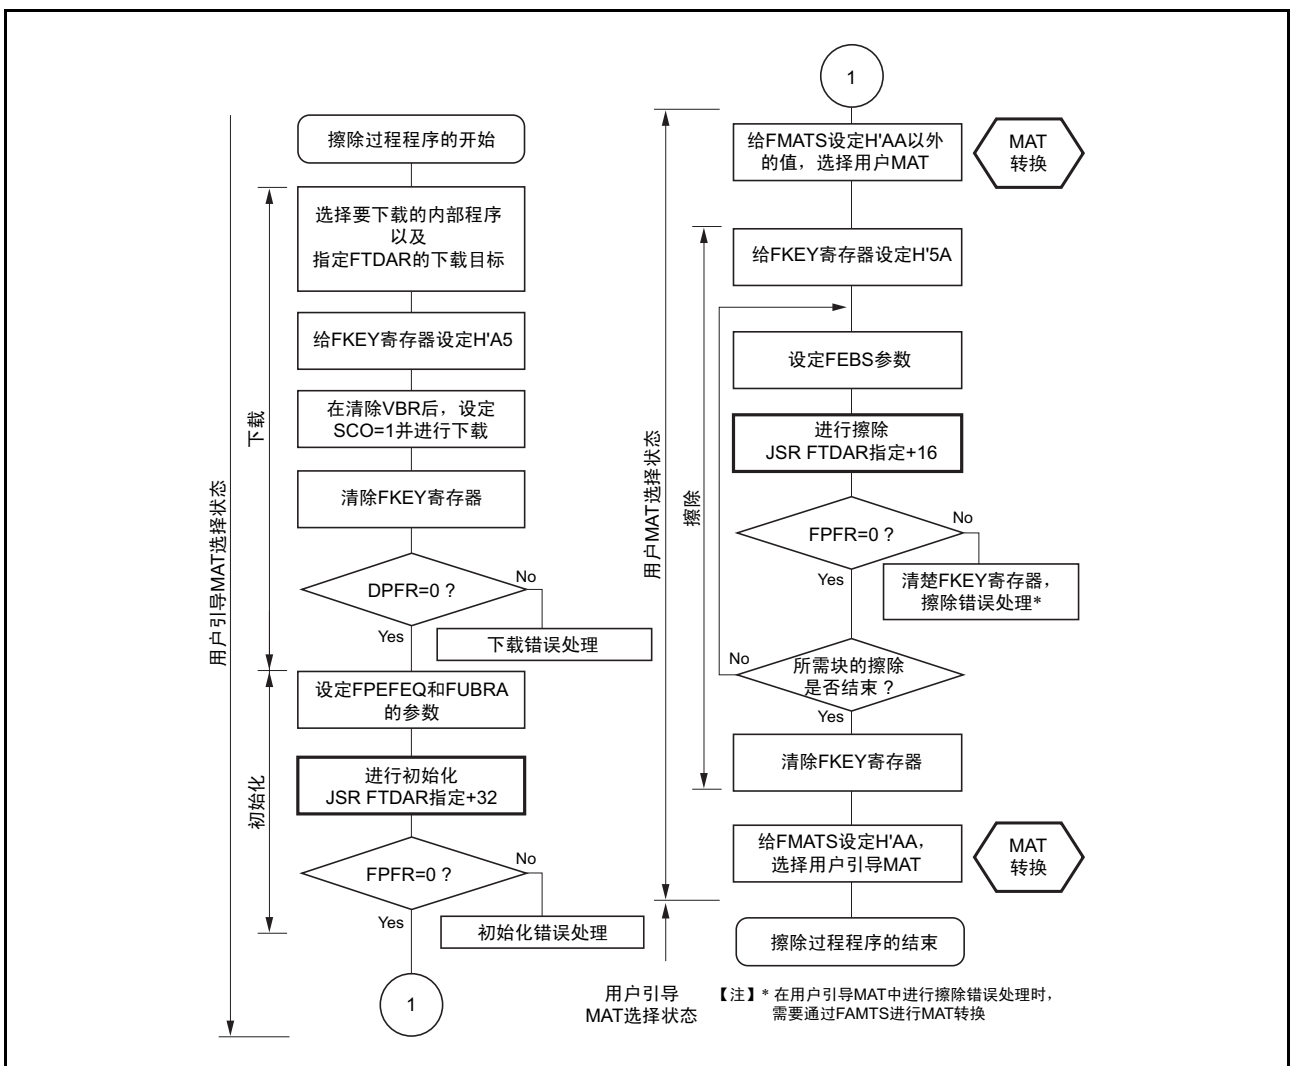 擦除过程程序的开始
选择要下载的内部程序
以及
指定FTDAR的下载目标
给FKEY寄存器设定H'A5
在清除VBR后，设定
SCO=1并进行下载
清除FKEY寄存器
DPFR=0 ?
No
Yes
下载错误处理
设定FPEFEQ和FUBRA
的参数
进行初始化
JSR FTDAR指定+32
FPFR=0 ?
No
Yes
初始化错误处理
1
下载
初始化
用户引导MAT选择状态
1
给FMATS设定H'AA以外
的值，选择用户MAT
MAT
转换
给FKEY寄存器设定H'5A
设定FEBS参数
进行擦除
JSR FTDAR指定+16
FPFR=0 ?
No
Yes
清楚FKEY寄存器，
擦除错误处理*
所需块的擦除
是否结束 ?
No
Yes
清除FKEY寄存器
给FMATS设定H'AA，
选择用户引导MAT
MAT
转换
擦除过程程序的结束
擦除
用户MAT选择状态
用户引导
MAT选择状态
【注】* 在用户引导MAT中进行擦除错误处理时，
需要通过FAMTS进行MAT转换